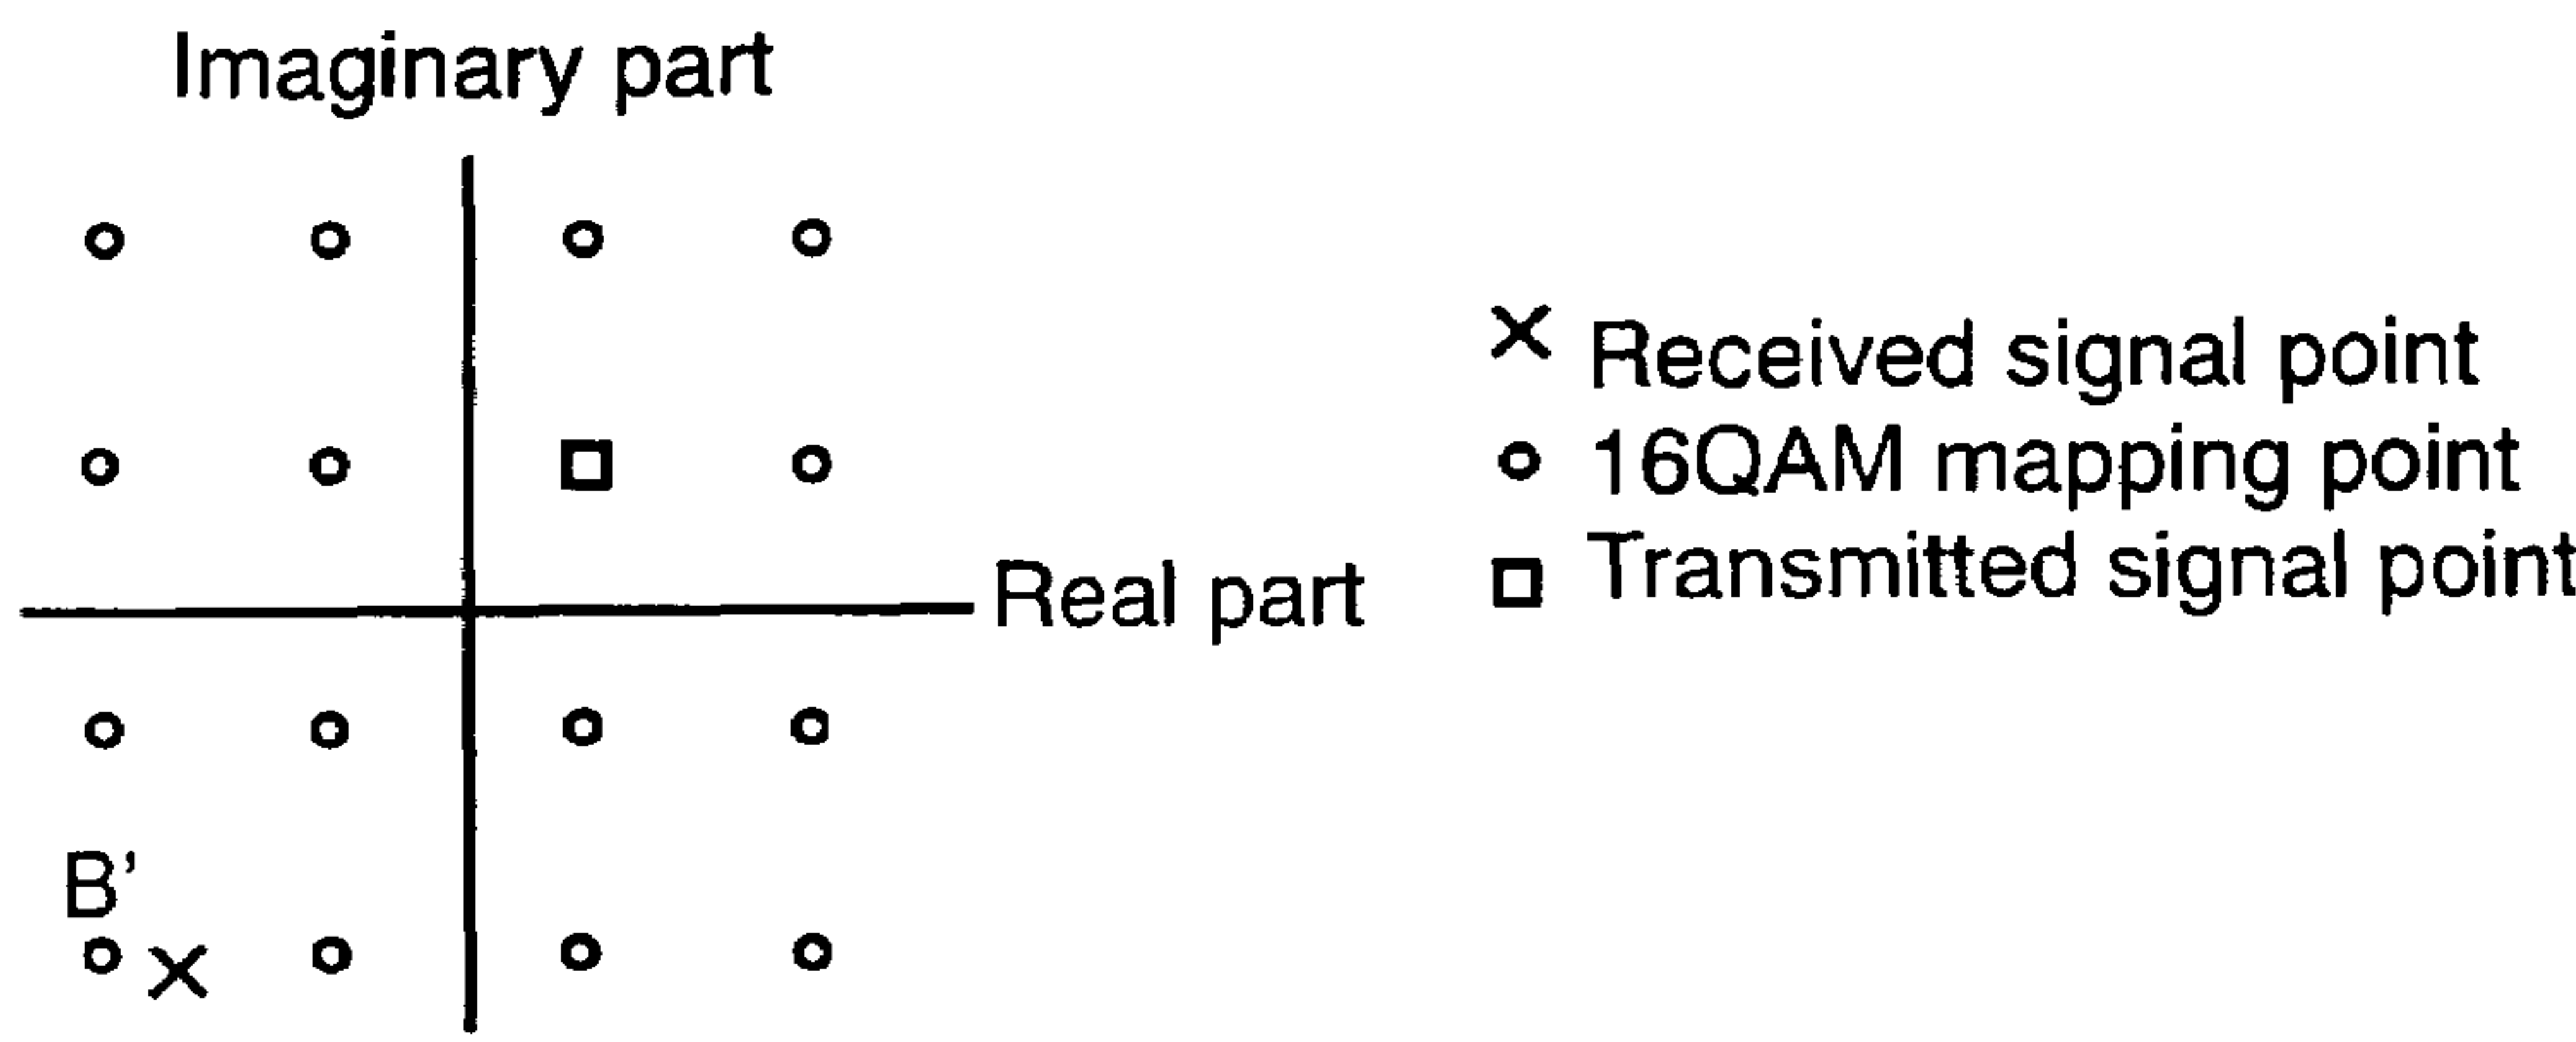 Imaginary part
Real part
B'
Received signal point
16QAM mapping point
Transmitted signal point